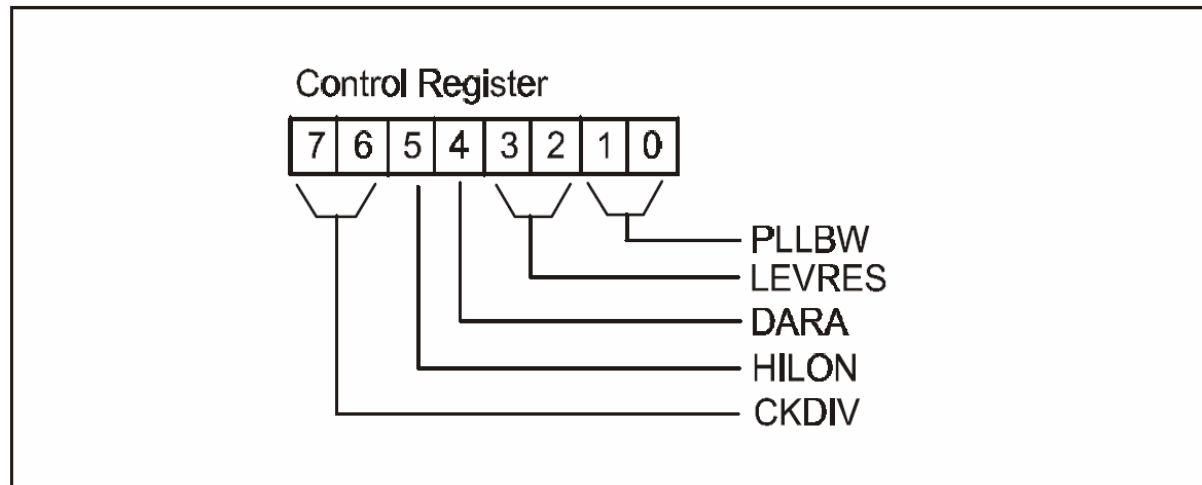 Control Register
7 6 5 4 3 2 1 0
PLLBW
LEVRES
DARA
HILON
CKDIV